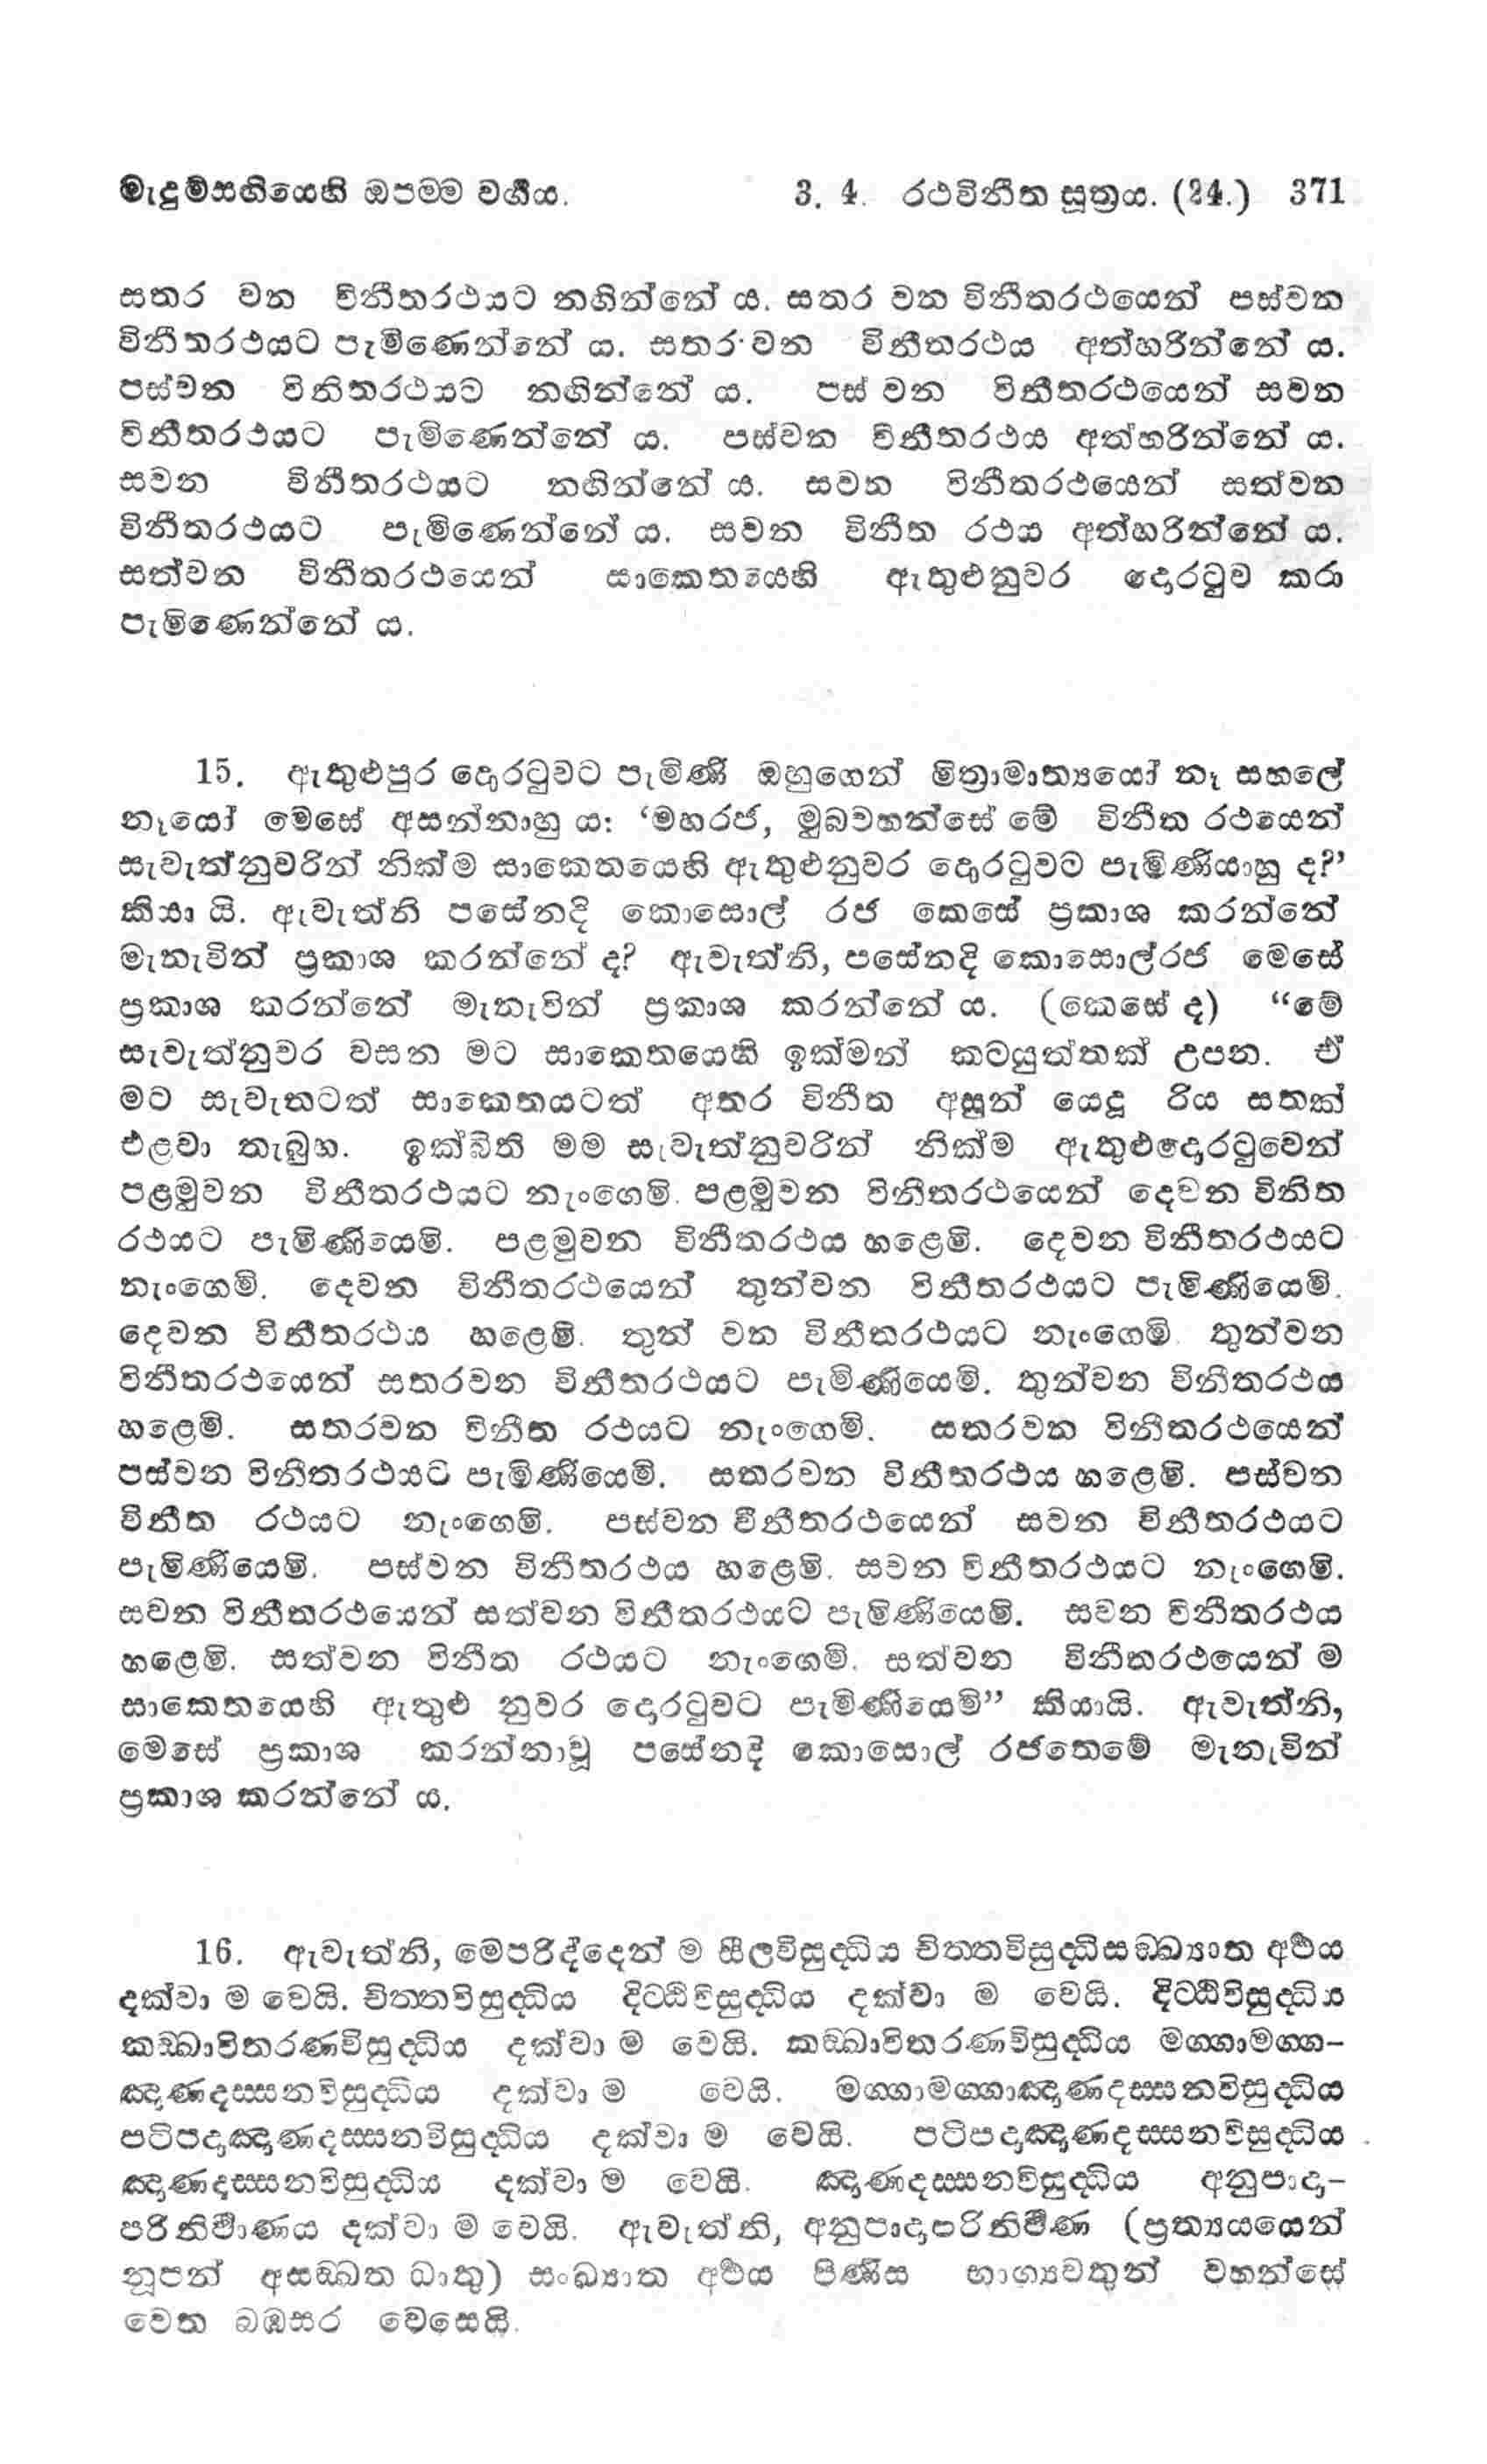 මැදුම්සඟියෙහි ඔපම්ම වර්‍ගය. 3. 4. රථවිනීත සූත්‍රය. (24.) 371
සතර වන විනීතරථයට නඟින්නේ ය. සතර වන විනීතරථයෙන් පස්වන
විනීතරථයට පැමිණෙන්නේ ය. සතර වන විනීතරථය අත්හරින්නේ ය.
පස්වන විනිතරථයට නඟින්නේ ය. පස් වන විනීතරථයෙන් සවන
විනීතරථයට පැමිණෙන්නේ ය. පස්වන විනීතරථය අත්හරින්නේ ය.
සවන විනීතරථයට නඟින්නේ ය. සවන විනීතරථයෙන් සත්වන
විනීතරථයට පැමිණෙන්නේ ය. සවන විනීත රථය අත්හරින්නේ ය.
සත්වන විනීතරථයෙන් සාකෙතයෙහි ඇතුළුනුවර දොරටුව කරා
පැමිණෙන්නේ ය.
15. ඇතුළුපුර දොරටුවට පැමිණි ඔහුගෙන් මිත්‍රාමාත්‍යයෝ නෑ සහලේ
නෑයෝ මෙසේ අසන්නාහු ය: ‘මහරජ, මුබවහන්සේ මේ විනීත රථයෙන්
සැවැත්නුවරින් නික්ම සාකෙතයෙහි ඇතුළුනුවර දොරටුවට පැමිණියාහු ද?’
කියා යි. ඇවැත්නි පසේනදි කොසොල් රජ කෙසේ ප්‍රකාශ කරන්නේ
මැනැවින් ප්‍රකාශ කරන්නේ ද? ඇවැත්නි, පසේනදි කොසොල්රජ මෙසේ
ප්‍රකාශ කරන්නේ මැනැවින් ප්‍රකාශ කරන්නේ ය. (කෙසේ ද) “මේ
සැවැත්නුවර වසන මට සාකෙතයෙහි ඉක්මන් කටයුත්තක් උපන. ඒ
මට සැවැතටත් සාකෙතයටත් අතර විනීත අසුන් යෙදූ රිය සතක්
එළවා තැබුහ. ඉක්බිති මම සැවැත්නුවරින් නික්ම ඇතුළුදොරටුවෙන්
පළමුවන විනීතරථයට නැංගෙමි. පළමුවන විනීතරථයෙන් දෙවන විනිත
රථයට පැමිණියෙමි. පළමුවන විනීතරථය හළෙමි. දෙවන විනීතරථයට
නැංගෙමි. දෙවන විනීතරථයෙන් තුන්වන විනීතරථයට පැමිණියෙමි.
දෙවන විනීතරථය හළෙමි. තුන් වන විනීතරථයට නැංගෙමි. තුන්වන
විනීතරථයෙන් සතරවන විනීතරථයට පැමිණියෙමි. තුන්වන විනීතරථය
හළෙමි. සතරවන විනීත රථයට නැංගෙමි. සතරවන විනීතරථයෙන්
පස්වන විනීතරථයට පැමිණියෙමි. සතරවන විනීතරථය හළෙමි. පස්වන
විනීත රථයට නැංගෙමි. පස්වන විනීතරථයෙන් සවන විනීතරථයට
පැමිණියෙමි. පස්වන විනීතරථය හළෙමි. සවන විනීතරථයට නැංගෙමි.
සවන විනීතරථයෙන් සත්වන විනීතරථයට පැමිණියෙමි. සවන විනීතරථය
හළෙමි. සත්වන විනීත රථයට නැංගෙමි. සත්වන විනීතරථයෙන් ම
සාකෙතයෙහි ඇතුළු නුවර දොරටුවට පැමිණියෙමි” කියායි. ඇවැත්නි,
මෙසේ ප්‍රකාශ කරන්නාවූ පසේනදි කොසොල් රජතෙමේ මැනැවින්
ප්‍රකාශ කරන්නේ ය.
16. ඇවැත්නි, මෙපරිද්දෙන් ම සීලවිසුද්‍ධිය චිත්තවිසුද්‍ධිසඞ්ඛ්‍යාත අර්‍ථය
දක්වා ම වෙයි. චිත්තවිසුද්‍ධිය දිට්ඨිවිසුද්‍ධිය දක්වා ම වෙයි. දිට්ඨිවිසුද්‍ධිය
කඞ්ඛාවිතරණවිසුද්‍ධිය දක්වා ම වෙයි. කඞ්ඛාවිතරණවිසුද්‍ධිය මග්ගාමග්ග-
ඤාණදස්සනවිසුද්‍ධිය දක්වා ම වෙයි. මග්ගාමග්ගාඤාණදස්සනවිසුද්‍ධිය
පටිපදාඤාණදස්සනවිසුද්‍ධිය දක්වා ම වෙයි. පටිපදාඤාණදස්සනවිසුද්‍ධිය
ඤාණදස්සනවිසුද්‍ධිය දක්වා ම වෙයි. ඤාණදස්සනවිසුද්‍ධිය අනුපාදා-
පරිනිර්‍වාණය දක්වා ම වෙයි. ඇවැත්නි, අනුපාදාපරිනිර්‍වාණ (ප්‍රත්‍යයයෙන්
නූපන් අසඞ්ඛත ධාතු) සංඛ්‍යාත අර්‍ථය පිණිස භාග්‍යවතුන් වහන්සේ
වෙත බඹසර වෙසෙයි.